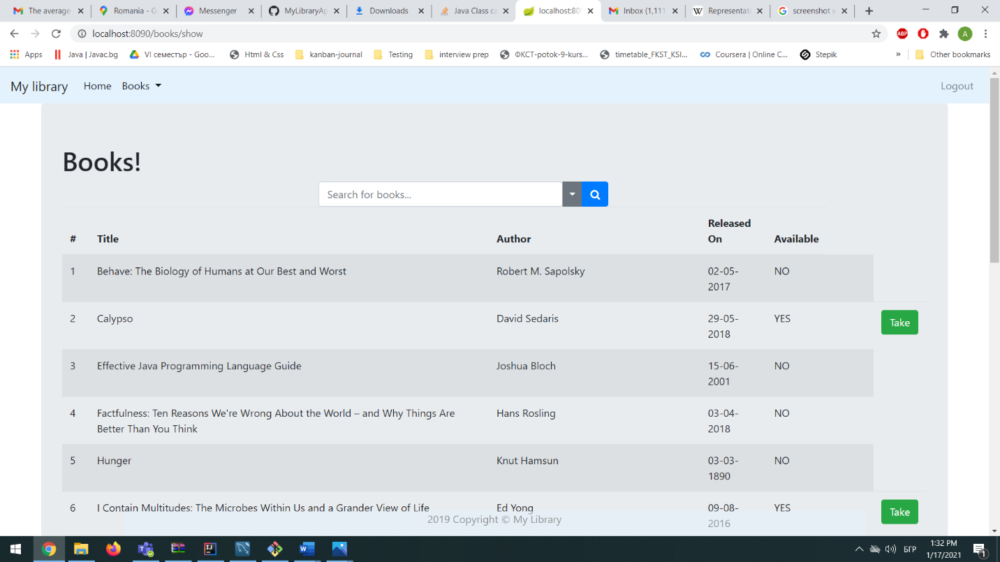 The average
Romania - G
Messenger
MyLibraryAp
Downloads
Java Class ca
localhost:809
Inbox (1,111
Representati
screenshot w
localhost:8090/books/show
ABP
A
Apps
Java | Javac.bg
VI семестър - Goo...
Html & Css
kanban-journal
Testing
interview prep
ФКСТ-potok-9-kurs...
timetable_FKST_KSI...
Coursera | Online C...
Stepik
»
Other bookmarks
My library
Home
Books
Logout
Books!
Search for books...
# Title Author Released On Available
1 Behave: The Biology of Humans at Our Best and Worst Robert M. Sapolsky 02-05-2017 NO
2 Calypso David Sedaris 29-05-2018 YES Take
3 Effective Java Programming Language Guide Joshua Bloch 15-06-2001 NO
4 Factfulness: Ten Reasons We're Wrong About the World – and Why Things Are Better Than You Think Hans Rosling 03-04-2018 NO
5 Hunger Knut Hamsun 03-03-1890 NO
6 I Contain Multitudes: The Microbes Within Us and a Grander View of Life Ed Yong 09-08-2016 YES Take
2019 Copyright © My Library
БГР
1:32 PM
1/17/2021
1